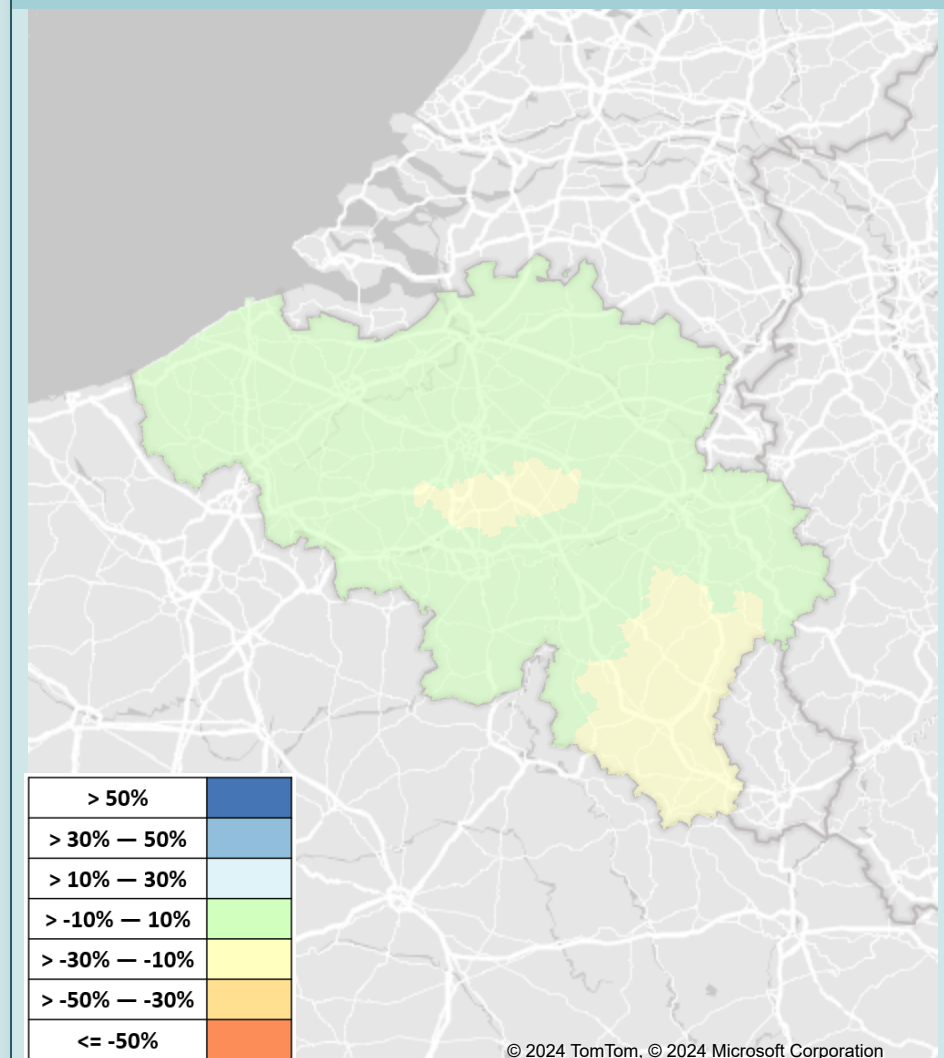 > 50%
> 30% — 50%
> 10% — 30%
> -10% — 10%
> -30% — -10%
> -50% — -30%
<= -50%
© 2024 TomTom, © 2024 Microsoft Corporation